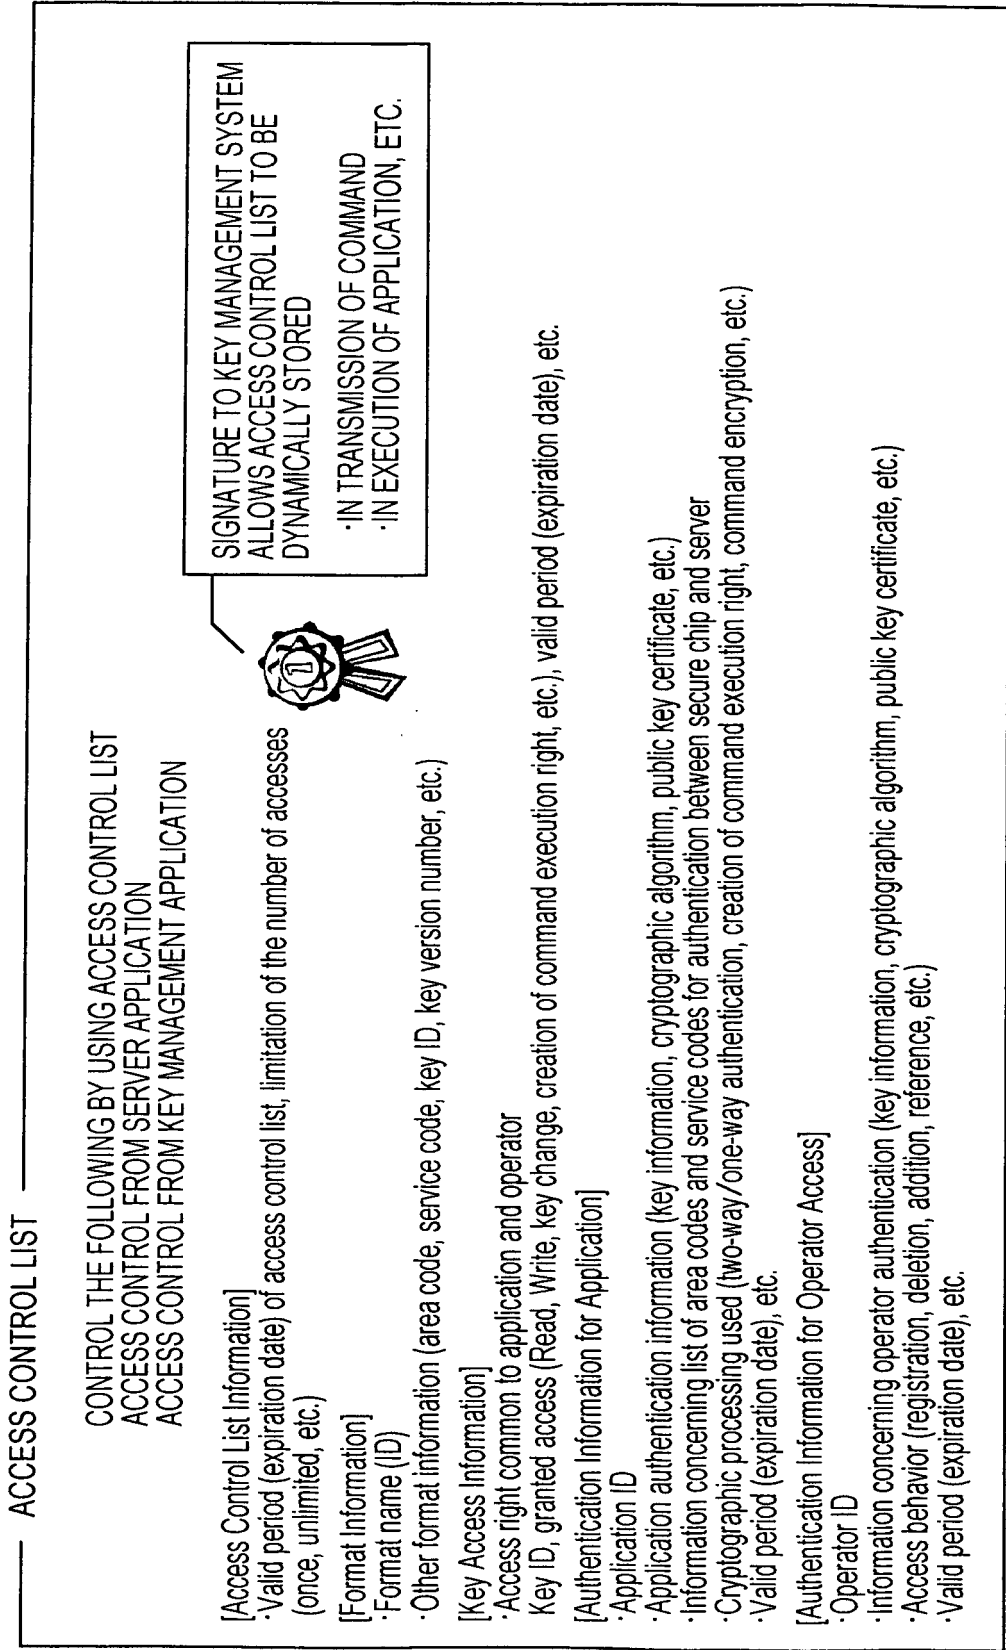 ACCESS CONTROL LIST
CONTROL THE FOLLOWING BY USING ACCESS CONTROL LIST
ACCESS CONTROL FROM SERVER APPLICATION
ACCESS CONTROL FROM KEY MANAGEMENT APPLICATION
SIGNATURE TO KEY MANAGEMENT SYSTEM
ALLOWS ACCESS CONTROL LIST TO BE
DYNAMICALLY STORED
·IN TRANSMISSION OF COMMAND
·IN EXECUTION OF APPLICATION, ETC.
1
[Access Control List Information]
·Valid period (expiration date) of access control list, limitation of the number of accesses
(once, unlimited, etc.)
[Format Information]
·Format name (ID)
·Other format information (area code, service code, key ID, key version number, etc.)
[Key Access Information]
·Access right common to application and operator
Key ID, granted access (Read, Write, key change, creation of command execution right, etc.), valid period (expiration date), etc.
[Authentication Information for Application]
·Application ID
·Application authentication information (key information, cryptographic algorithm, public key certificate, etc.)
·Information concerning list of area codes and service codes for authentication between secure chip and server
·Cryptographic processing used (two-way/one-way authentication, creation of command execution right, command encryption, etc.)
·Valid period (expiration date), etc.
[Authentication Information for Operator Access]
·Operator ID
·Information concerning operator authentication (key information, cryptographic algorithm, public key certificate, etc.)
·Access behavior (registration, deletion, addition, reference, etc.)
·Valid period (expiration date), etc.